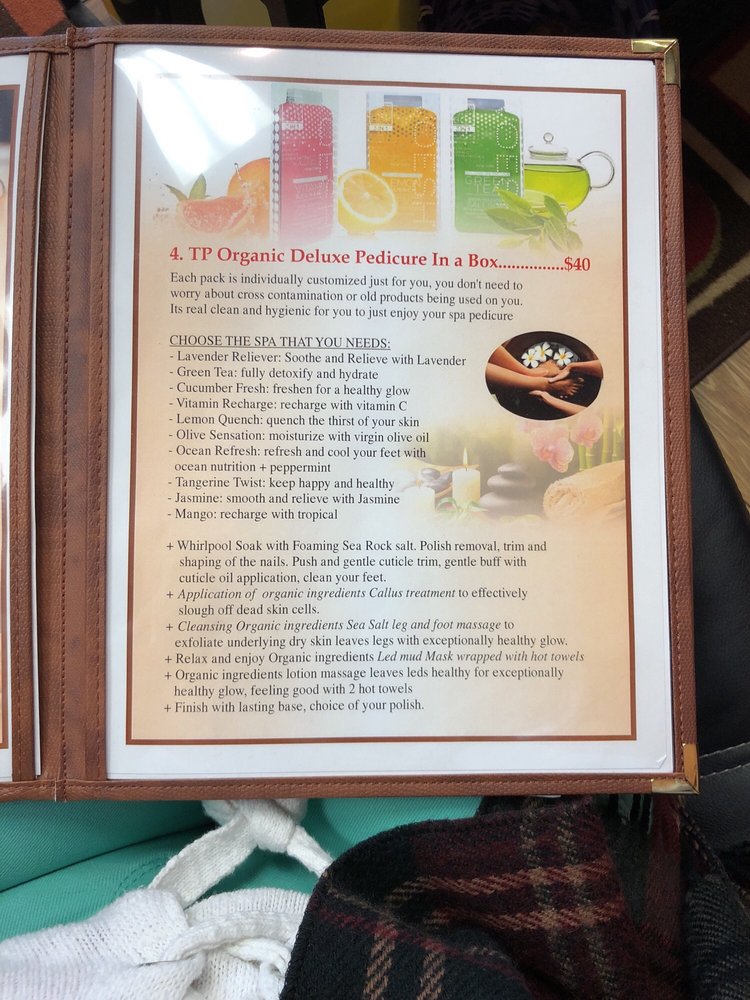 2 IN 1
GREEN
TEA
4. TP Organic Deluxe Pedicure In a Box...............$40
Each pack is individually customized just for you, you don't need to
worry about cross contamination or old products being used on you.
Its real clean and hygienic for you to just enjoy your spa pedicure
CHOOSE THE SPA THAT YOU NEEDS:
- Lavender Reliever: Soothe and Relieve with Lavender
- Green Tea: fully detoxify and hydrate
- Cucumber Fresh: freshen for a healthy glow
- Vitamin Recharge: recharge with vitamin C
- Lemon Quench: quench the thirst of your skin
- Olive Sensation: moisturize with virgin olive oil
- Ocean Refresh: refresh and cool your feet with
ocean nutrition + peppermint
- Tangerine Twist: keep happy and healthy
- Jasmine: smooth and relieve with Jasmine
- Mango: recharge with tropical
+ Whirlpool Soak with Foaming Sea Rock salt. Polish removal, trim and
shaping of the nails. Push and gentle cuticle trim, gentle buff with
cuticle oil application, clean your feet.
+ Application of organic ingredients Callus treatment to effectively
slough off dead skin cells.
+ Cleansing Organic ingredients Sea Salt leg and foot massage to
exfoliate underlying dry skin leaves legs with exceptionally healthy glow.
+ Relax and enjoy Organic ingredients Led mud Mask wrapped with hot towels
+ Organic ingredients lotion massage leaves leds healthy for exceptionally
healthy glow, feeling good with 2 hot towels
+ Finish with lasting base, choice of your polish.